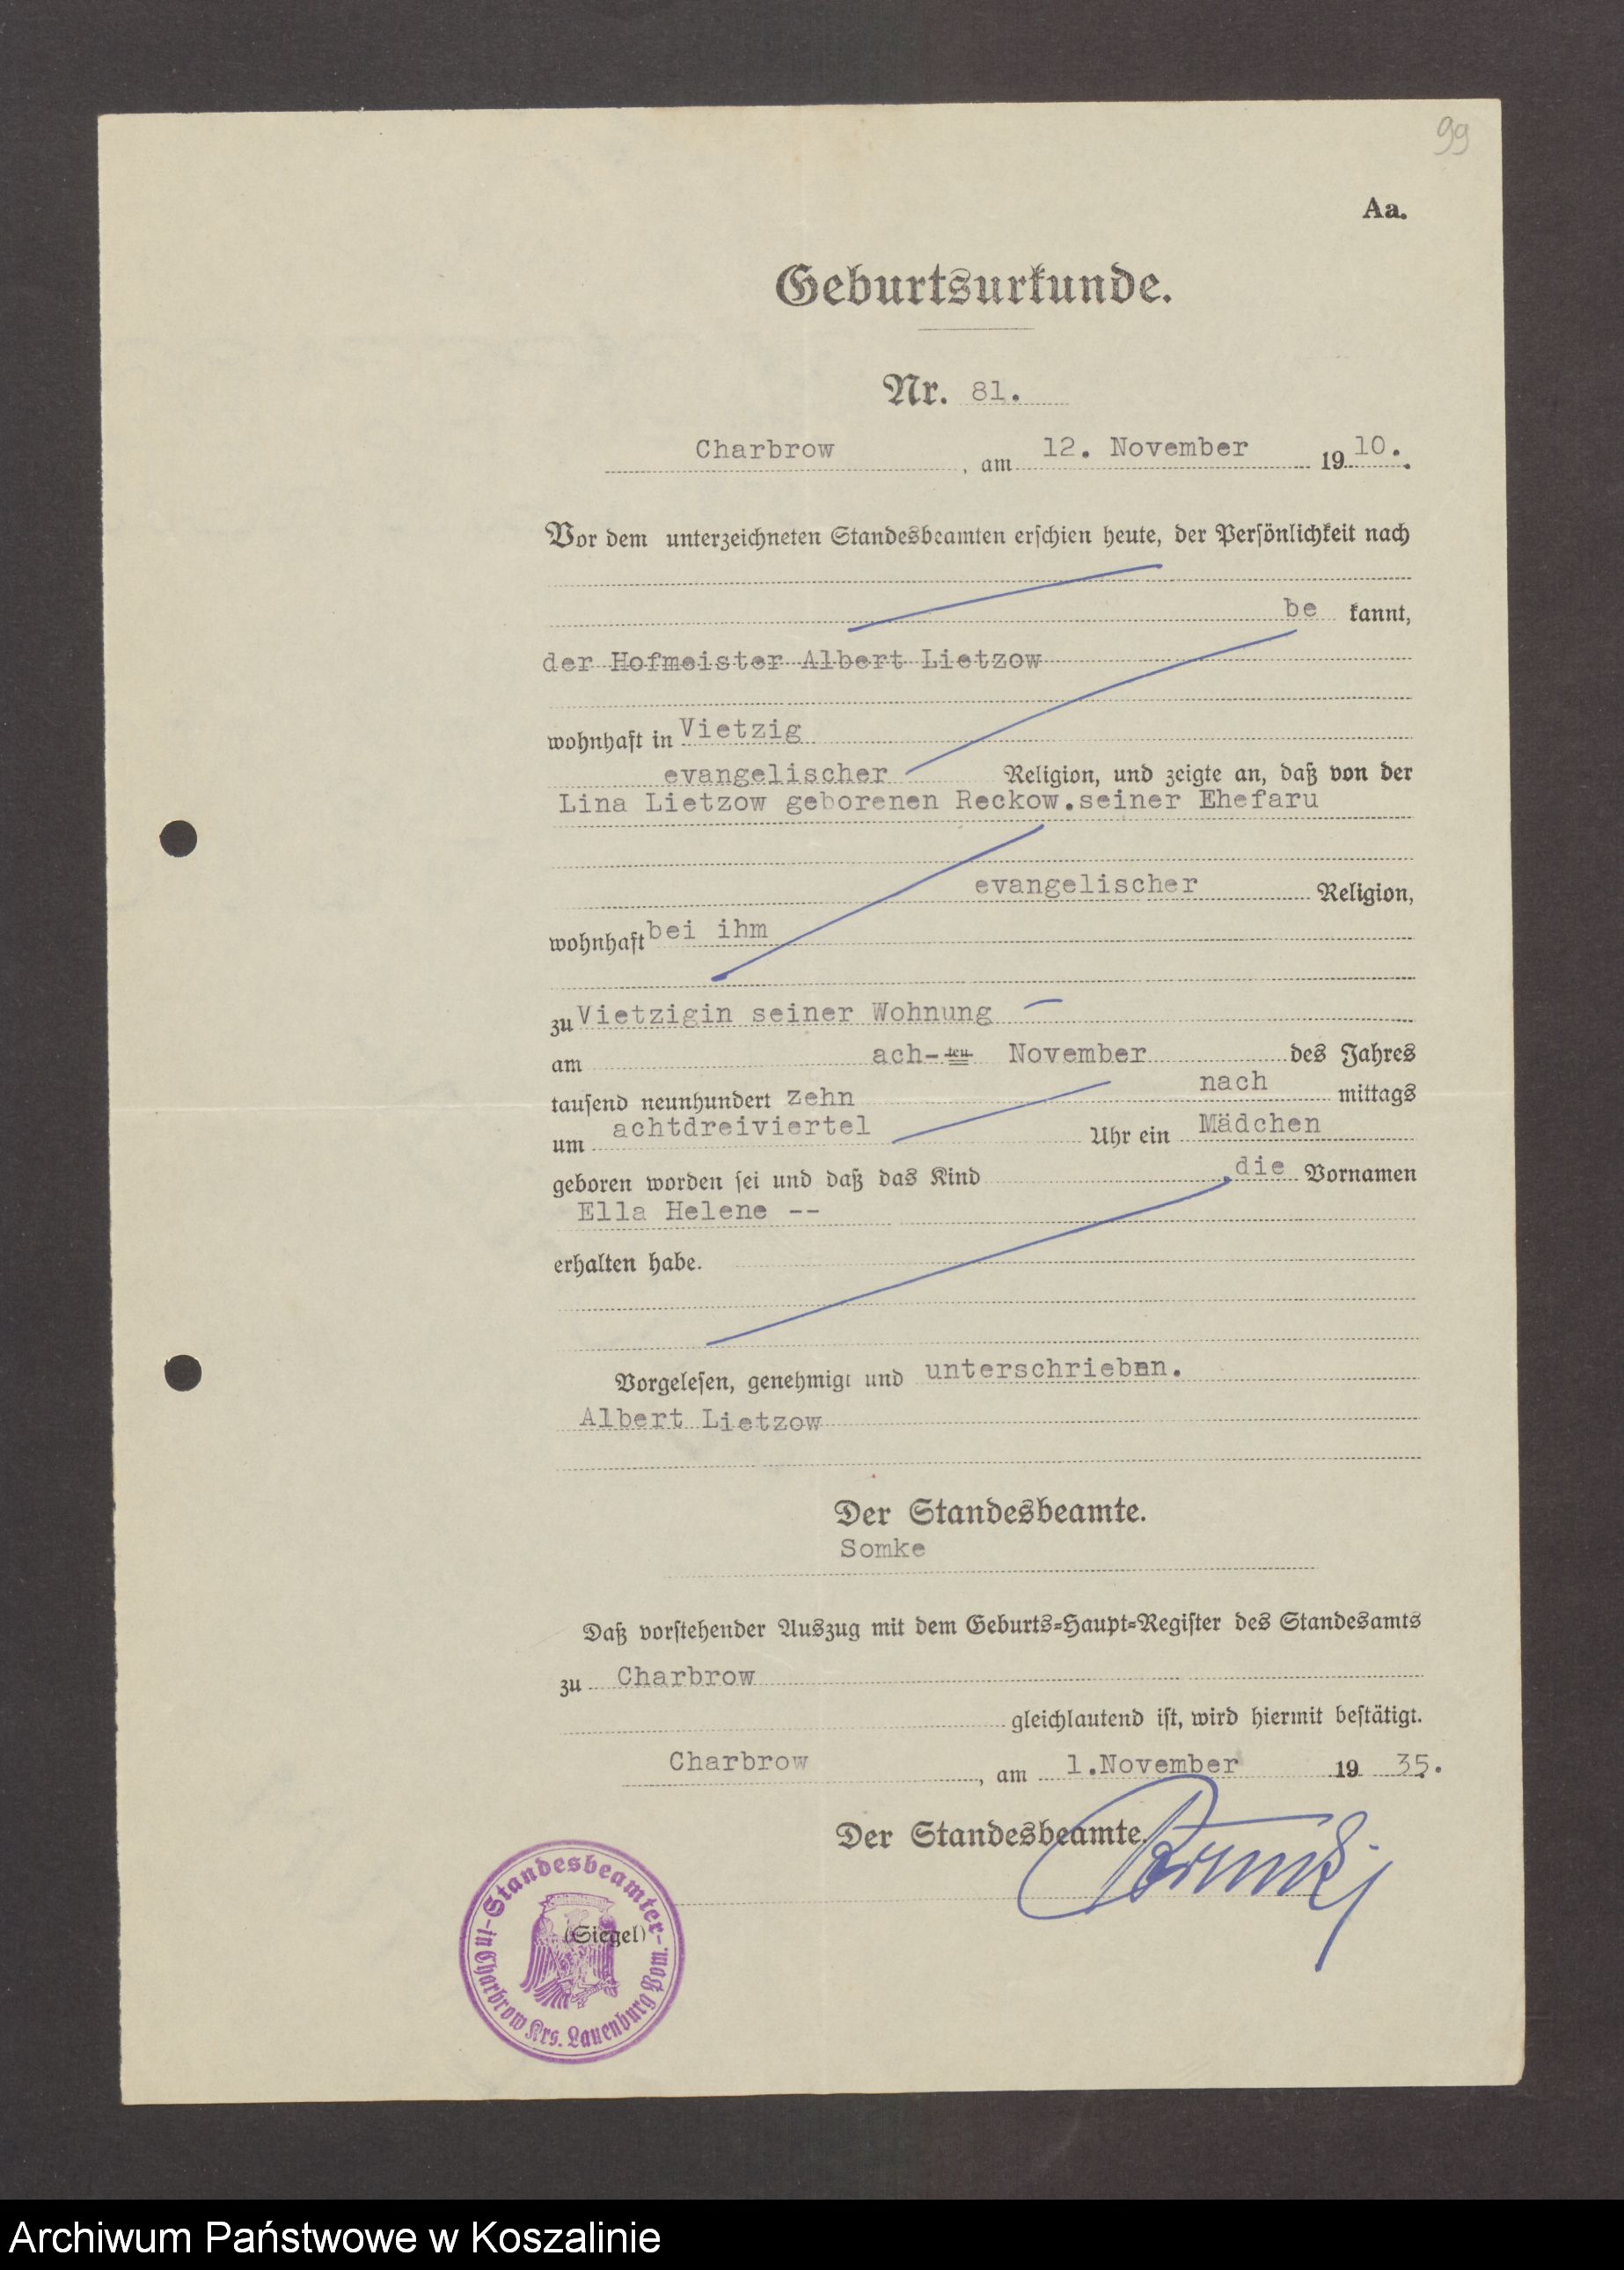 99
Aa.
Geburtsurkunde.
Nr. 81.
Charbrow, am 12. November 1910.
Vor dem unterzeichneten Standesbeamten erschien heute, der Persönlichkeit nach
be kannt,
der Hofmeister Albert Lietzow
wohnhaft in Vietzig
evangelischer Religion, und zeigte an, daß von der
Lina Lietzow geborenen Reckow.seiner Ehefaru
evangelischer Religion,
wohnhaft bei ihm
zu Vietzigin seiner Wohnung
am ach-ten November des Jahres
tausend neunhundert zehn nach mittags
um achtdreiviertel Uhr ein Mädchen
geboren worden sei und daß das Kind die Vornamen
Ella Helene --
erhalten habe.
Vorgelesen, genehmigt und unterschrieben.
Albert Lietzow
Der Standesbeamte.
Somke
Daß vorstehender Auszug mit dem Geburts-Haupt-Register des Standesamts
zu Charbrow
gleichlautend ist, wird hiermit bestätigt.
Charbrow, am 1.November 1935.
Der Standesbeamte.
(Siegel)
-Standesbeamter-
in Charbrow Krs. Lauenburg Pom.
Archiwum Państwowe w Koszalinie